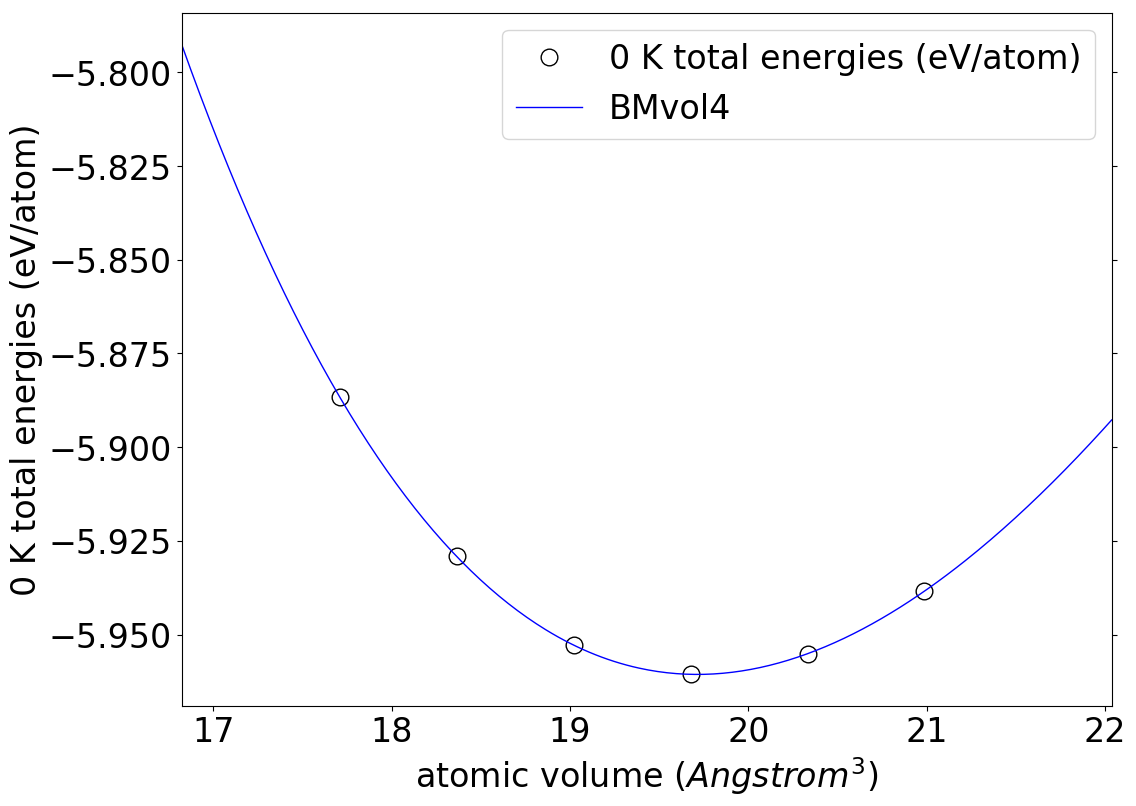 0 K total energies (eV/atom)
BMvol4
−5.800
−5.825
−5.850
−5.875
−5.900
−5.925
−5.950
0 K total energies (eV/atom)
17 18 19 20 21 22
atomic volume (Angstrom³)